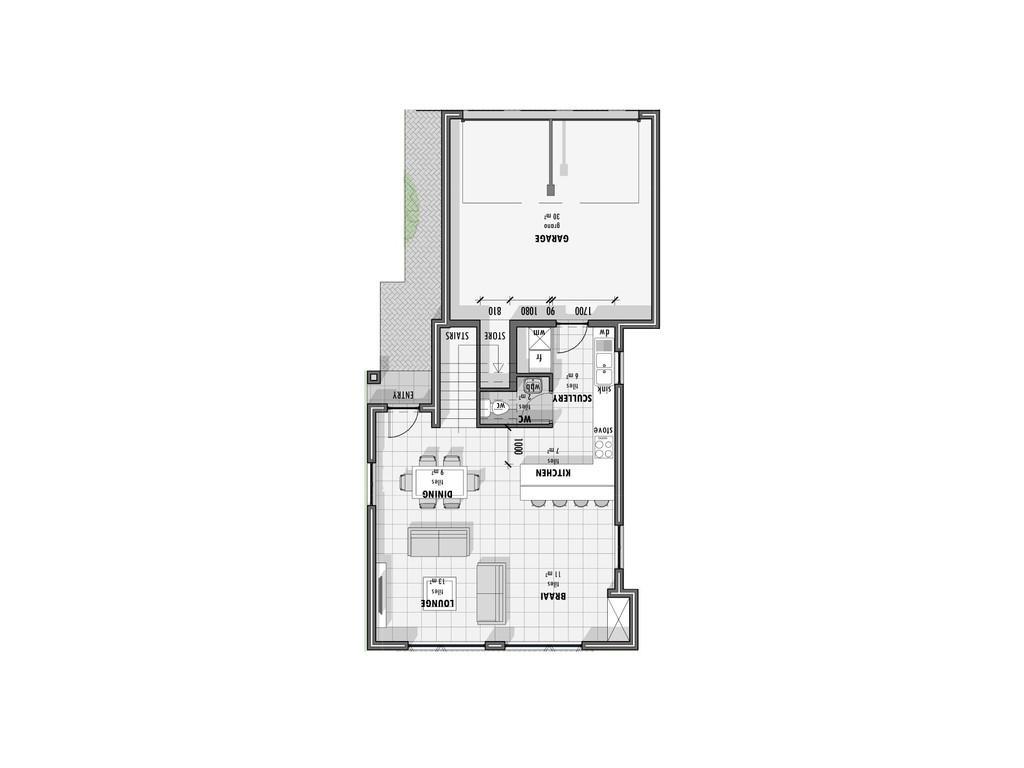 GARAGE
grano
30 m²
1700
90
1080
810
dw
wm
STORE
STAIRS
fr
SCULLERY
tiles
6 m²
sink
wpb
WC
tiles
2 m²
wc
ENTRY
stove
1000
KITCHEN
tiles
7 m²
DINING
tiles
9 m²
BRAAI
tiles
11 m²
LOUNGE
tiles
13 m²